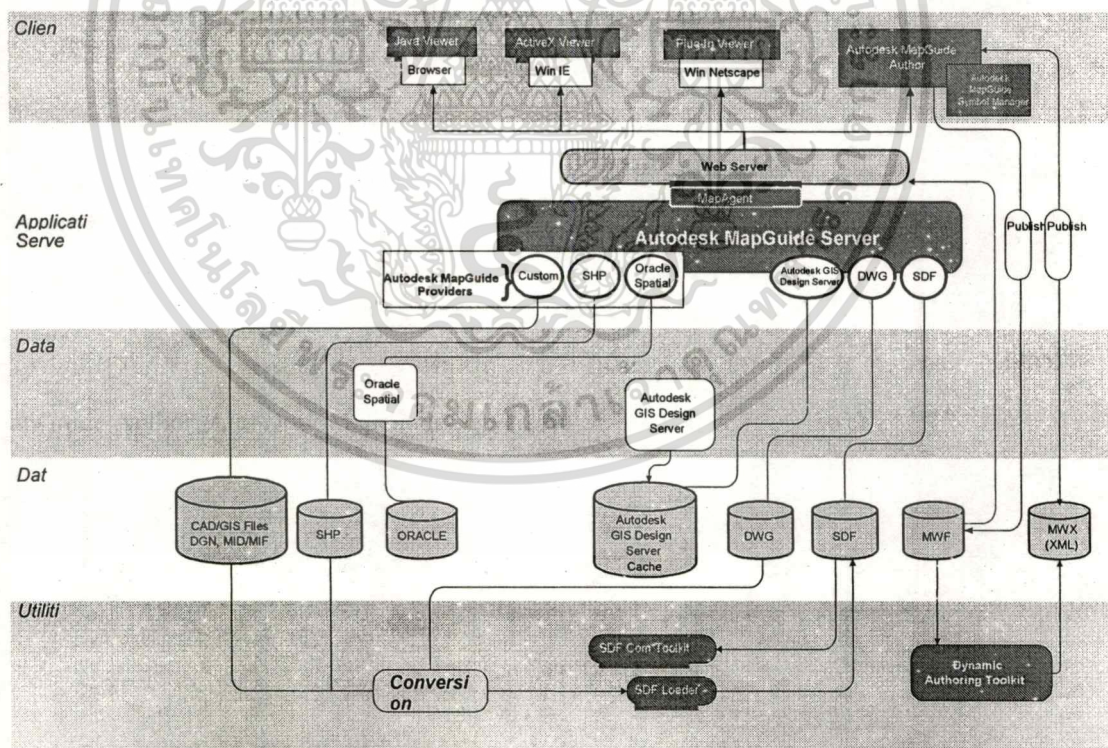 Clien
Java Viewer
Browser
ActiveX Viewer
Win IE
Plug-In Viewer
Win Netscape
Autodesk MapGuide
Author
Autodesk
MapGuide
Symbol Manager
Web Server
MapAgent
Applicati
Serve
Autodesk MapGuide Server
Publish
Publish
Autodesk MapGuide
Providers
Custom
SHP
Oracle
Spatial
Autodesk GIS
Design Server
DWG
SDF
Data
Oracle
Spatial
Autodesk
GIS Design
Server
Dat
CAD/GIS Files
DGN, MID/MIF
SHP
ORACLE
Autodesk
GIS Design
Server
Cache
DWG
SDF
MWF
MWX
(XML)
Utiliti
Conversi
on
SDF Com Toolkit
SDF Loader
Dynamic
Authoring Toolkit